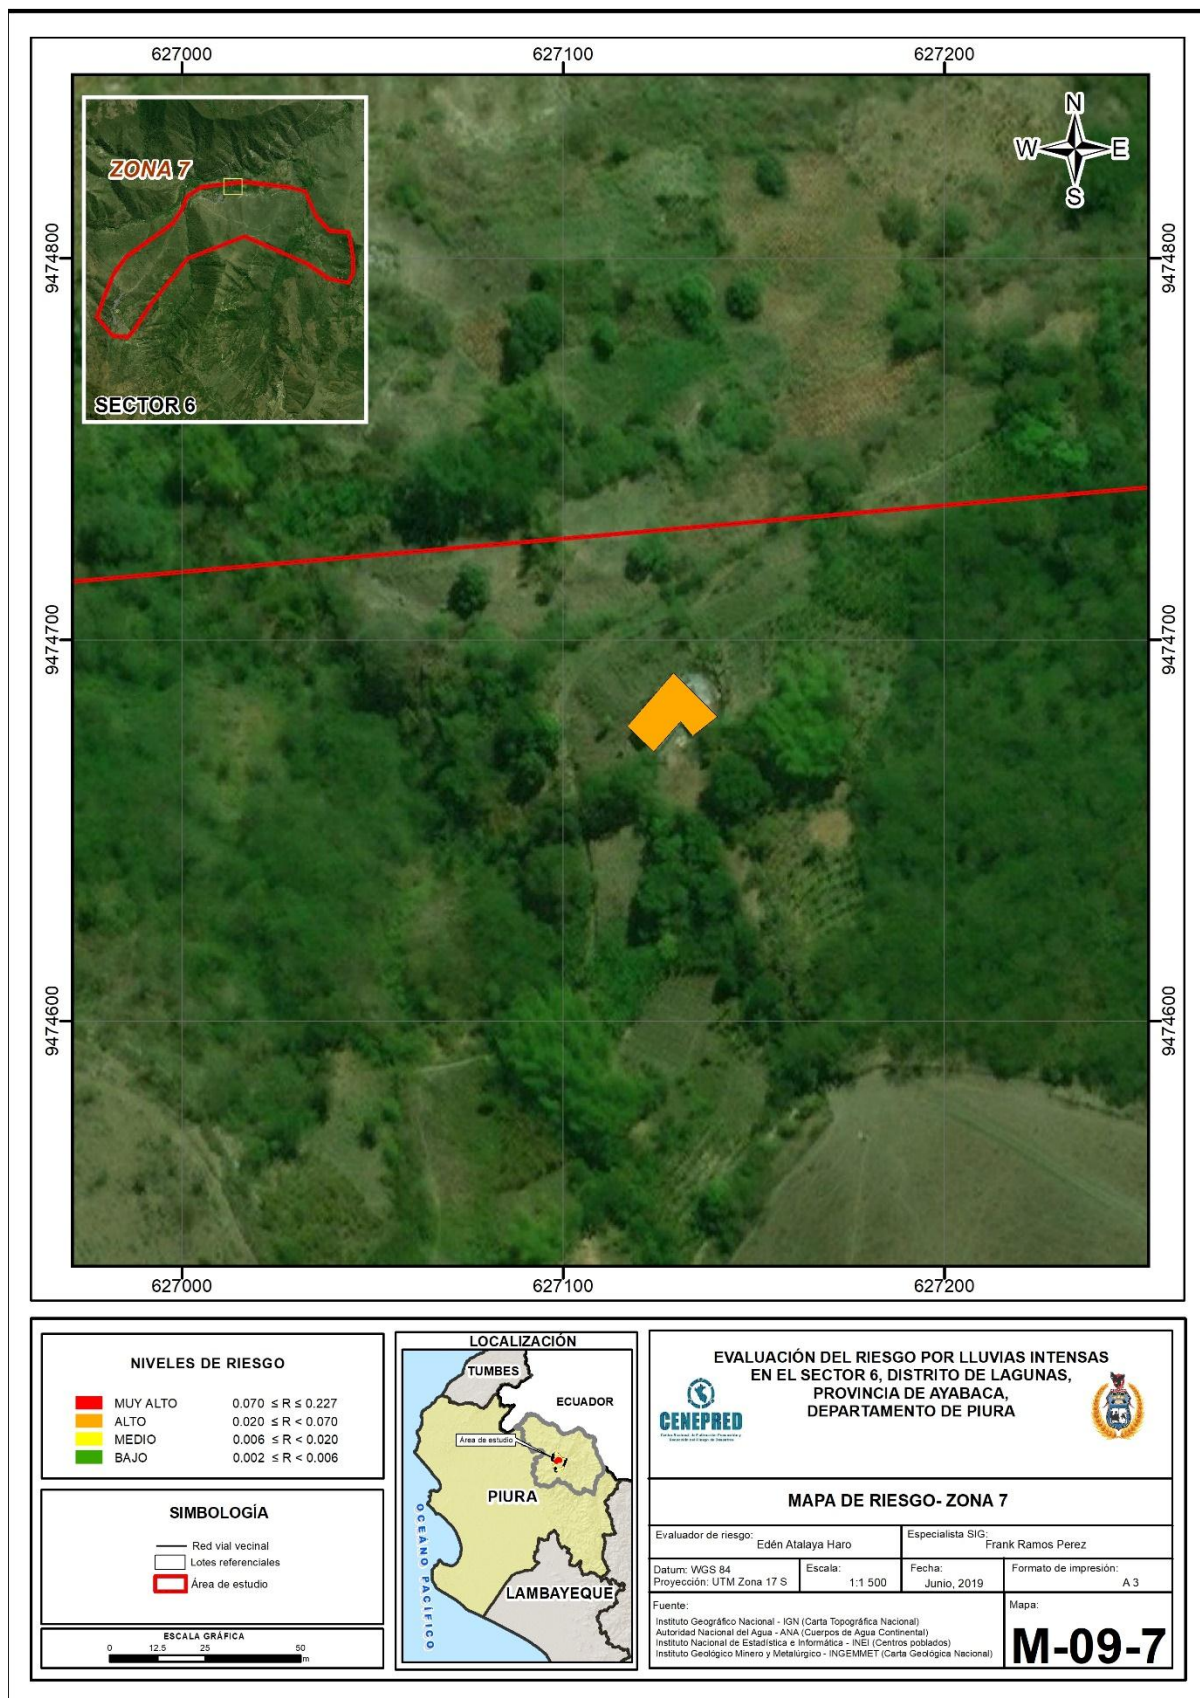 627000 627100 627200
N
W E
S
ZONA 7
SECTOR 6
9474800 9474800
9474700 9474700
9474600 9474600
627000 627100 627200
NIVELES DE RIESGO
MUY ALTO 0.070 ≤ R ≤ 0.227
ALTO 0.020 ≤ R < 0.070
MEDIO 0.006 ≤ R < 0.020
BAJO 0.002 ≤ R < 0.006
SIMBOLOGÍA
Red vial vecinal
Lotes referenciales
Área de estudio
ESCALA GRÁFICA
0 12.5 25 50
m
LOCALIZACIÓN
TUMBES
ECUADOR
Área de estudio
PIURA
OCEÁNO PACÍFICO
LAMBAYEQUE
EVALUACIÓN DEL RIESGO POR LLUVIAS INTENSAS
EN EL SECTOR 6, DISTRITO DE LAGUNAS,
PROVINCIA DE AYABACA,
DEPARTAMENTO DE PIURA
CENEPRED
MAPA DE RIESGO- ZONA 7
Evaluador de riesgo:
Edén Atalaya Haro
Especialista SIG:
Frank Ramos Perez
Datum: WGS 84
Proyección: UTM Zona 17 S
Escala:
1:1 500
Fecha:
Junio, 2019
Formato de impresión:
A 3
Fuente:
Instituto Geográfico Nacional - IGN (Carta Topográfica Nacional)
Autoridad Nacional del Agua - ANA (Cuerpos de Agua Continental)
Instituto Nacional de Estadística e Informática - INEI (Centros poblados)
Instituto Geológico Minero y Metalúrgico - INGEMMET (Carta Geológica Nacional)
Mapa:
M-09-7